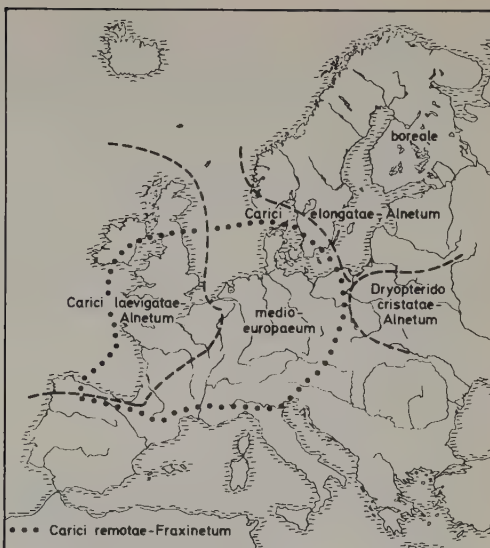 boreale
Carici elongatae-Alnetum
Carici laevigatae-
Alnetum
medio-
europaeum
Dryopterido
cristatae-
Alnetum
Carici remotae-Fraxinetum